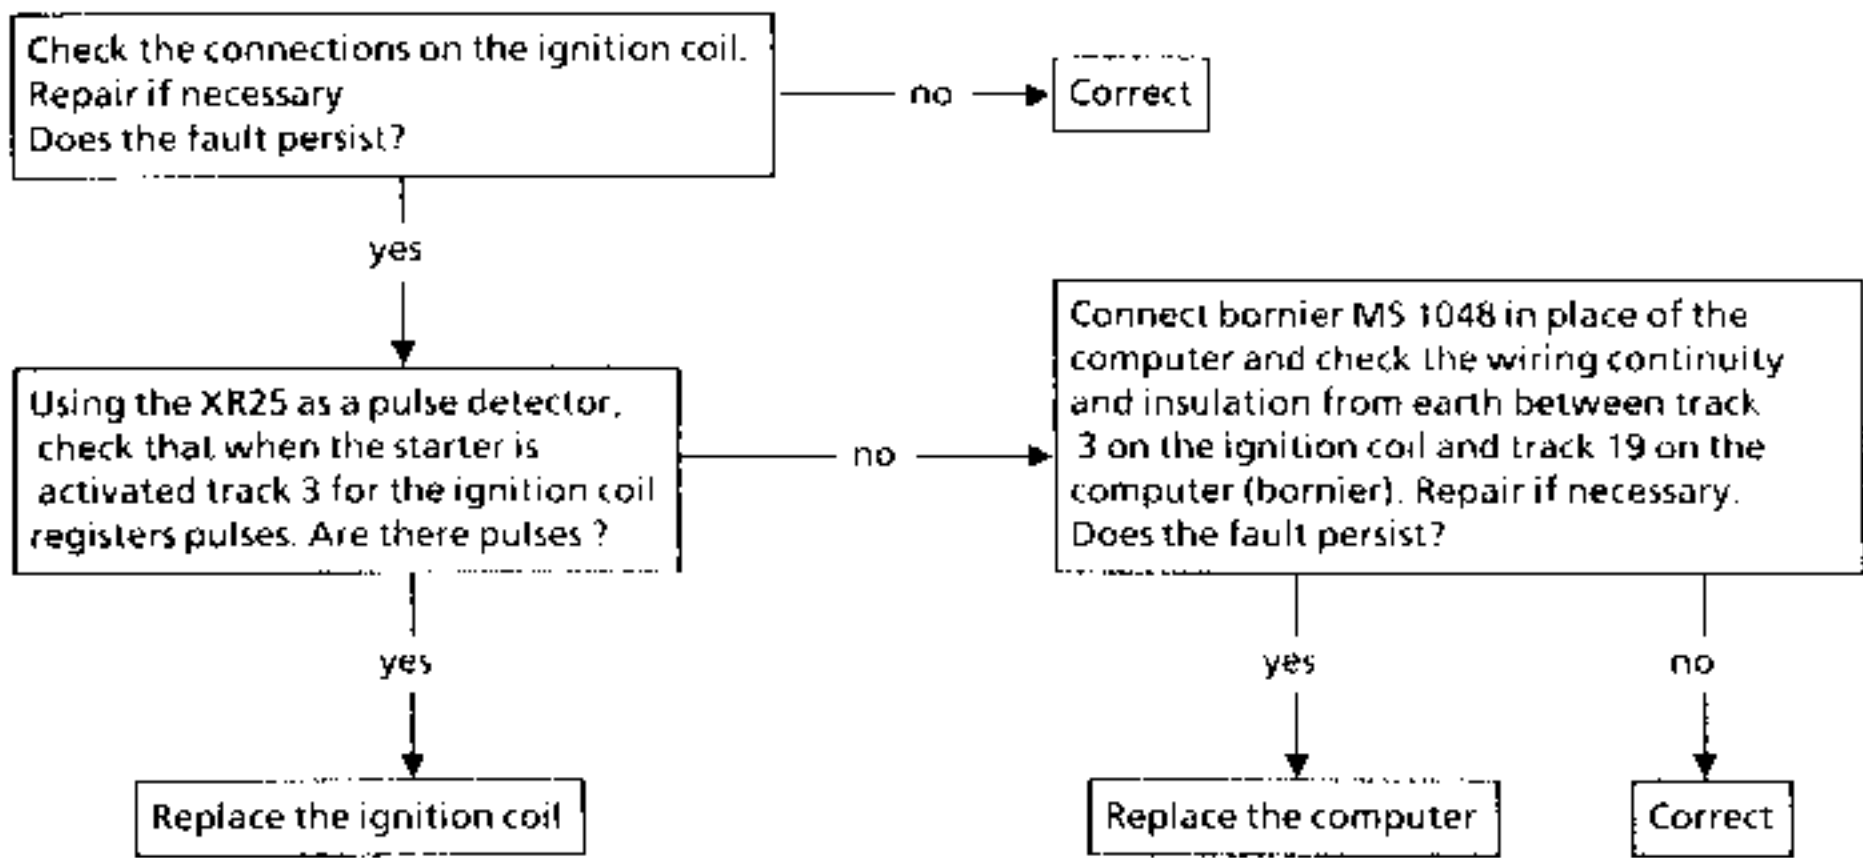 Check the connections on the ignition coil.
Repair if necessary
Does the fault persist?
no
Correct
yes
Using the XR25 as a pulse detector,
check that when the starter is
activated track 3 for the ignition coil
registers pulses. Are there pulses ?
no
Connect bornier MS 1048 in place of the
computer and check the wiring continuity
and insulation from earth between track
3 on the ignition coil and track 19 on the
computer (bornier). Repair if necessary.
Does the fault persist?
yes
yes
no
Replace the ignition coil
Replace the computer
Correct